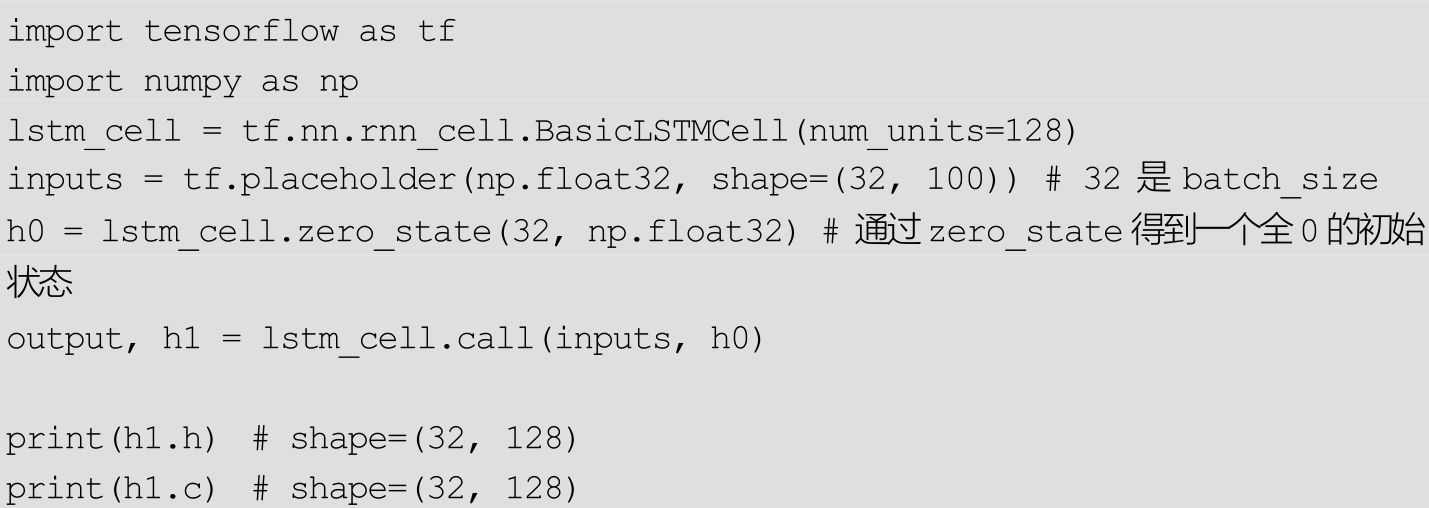 import tensorflow as tf
import numpy as np
lstm_cell = tf.nn.rnn_cell.BasicLSTMCell(num_units=128)
inputs = tf.placeholder(np.float32, shape=(32, 100)) # 32 是 batch_size
h0 = lstm_cell.zero_state(32, np.float32) # 通过 zero_state 得到一个全 0 的初始
状态
output, h1 = lstm_cell.call(inputs, h0)
print(h1.h) # shape=(32, 128)
print(h1.c) # shape=(32, 128)